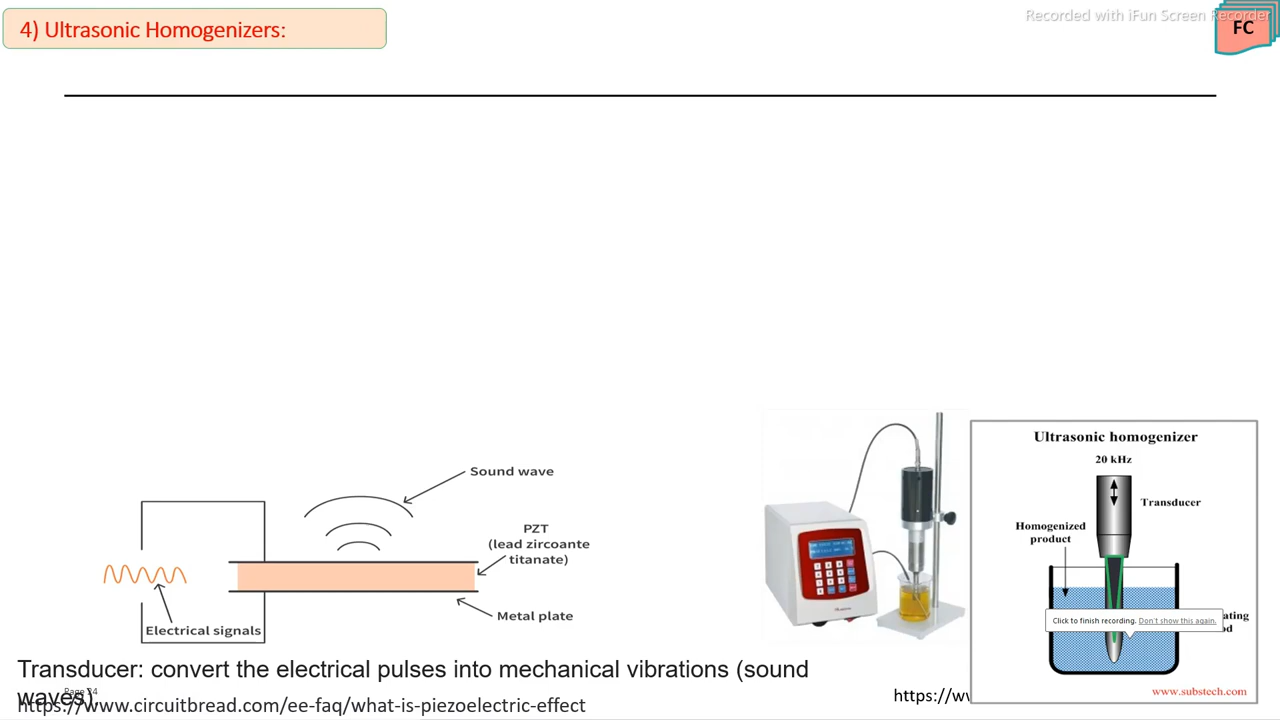 4) Ultrasonic Homogenizers:
Recorded with iFun Screen Recorder
FC
Sound wave
PZT
(lead zircoante
titanate)
Metal plate
Electrical signals
Ultrasonic homogenizer
20 kHz
Transducer
Homogenized
product
Click to finish recording. Don't show this again.
Transducer: convert the electrical pulses into mechanical vibrations (sound
waves)
Page 24
https://www.circuitbread.com/ee-faq/what-is-piezoelectric-effect
www.substech.com